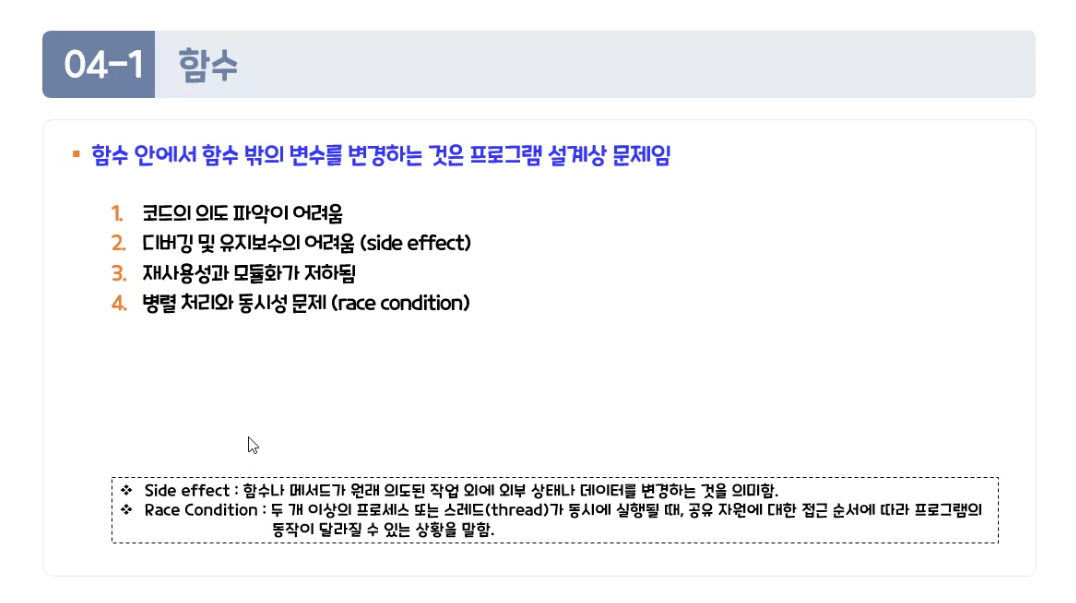 04-1 함수
▪ 함수 안에서 함수 밖의 변수를 변경하는 것은 프로그램 설계상 문제임
1. 코드의 의도 파악이 어려움
2. 디버깅 및 유지보수의 어려움 (side effect)
3. 재사용성과 모듈화가 저하됨
4. 병렬 처리와 동시성 문제 (race condition)
❖ Side effect : 함수나 메서드가 원래 의도된 작업 외에 외부 상태나 데이터를 변경하는 것을 의미함.
❖ Race Condition : 두 개 이상의 프로세스 또는 스레드(thread)가 동시에 실행될 때, 공유 자원에 대한 접근 순서에 따라 프로그램의
동작이 달라질 수 있는 상황을 말함.